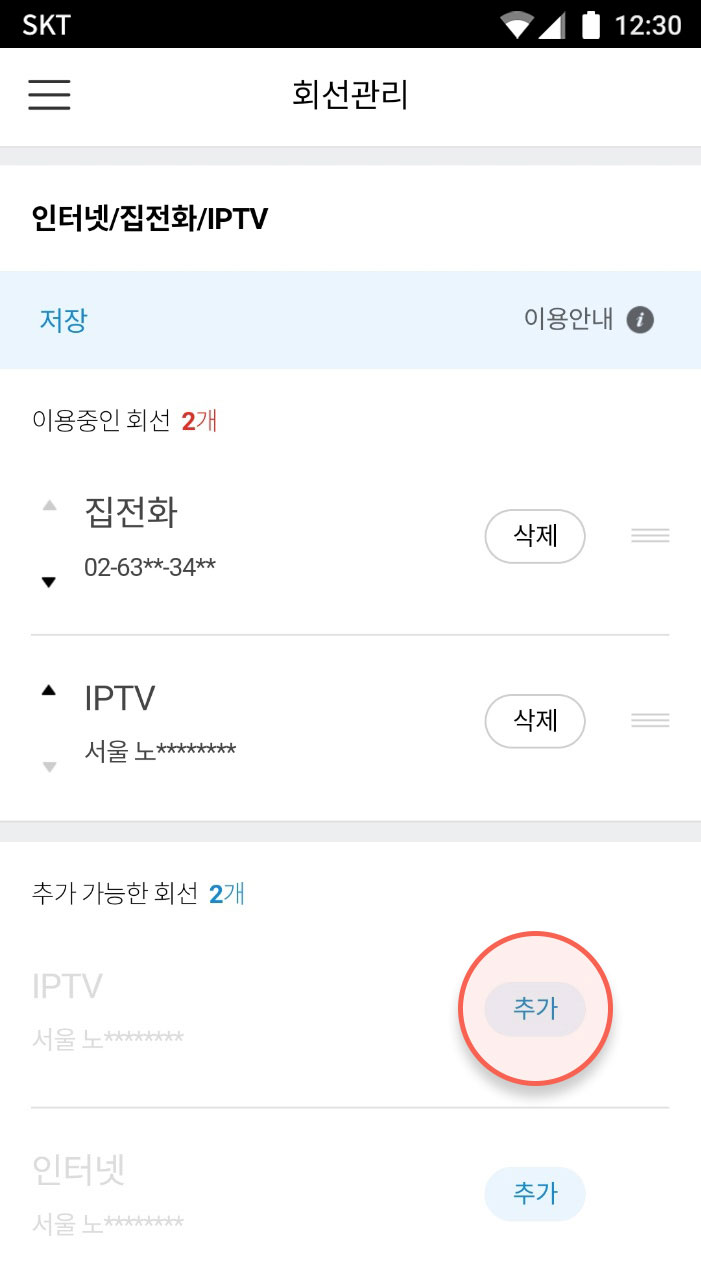 SKT 12:30
회선관리
인터넷/집전화/IPTV
저장 이용안내 i
이용중인 회선 2개
집전화
02-63**-34**
삭제
IPTV
서울 노********
삭제
추가 가능한 회선 2개
IPTV
서울 노********
추가
인터넷
서울 노********
추가